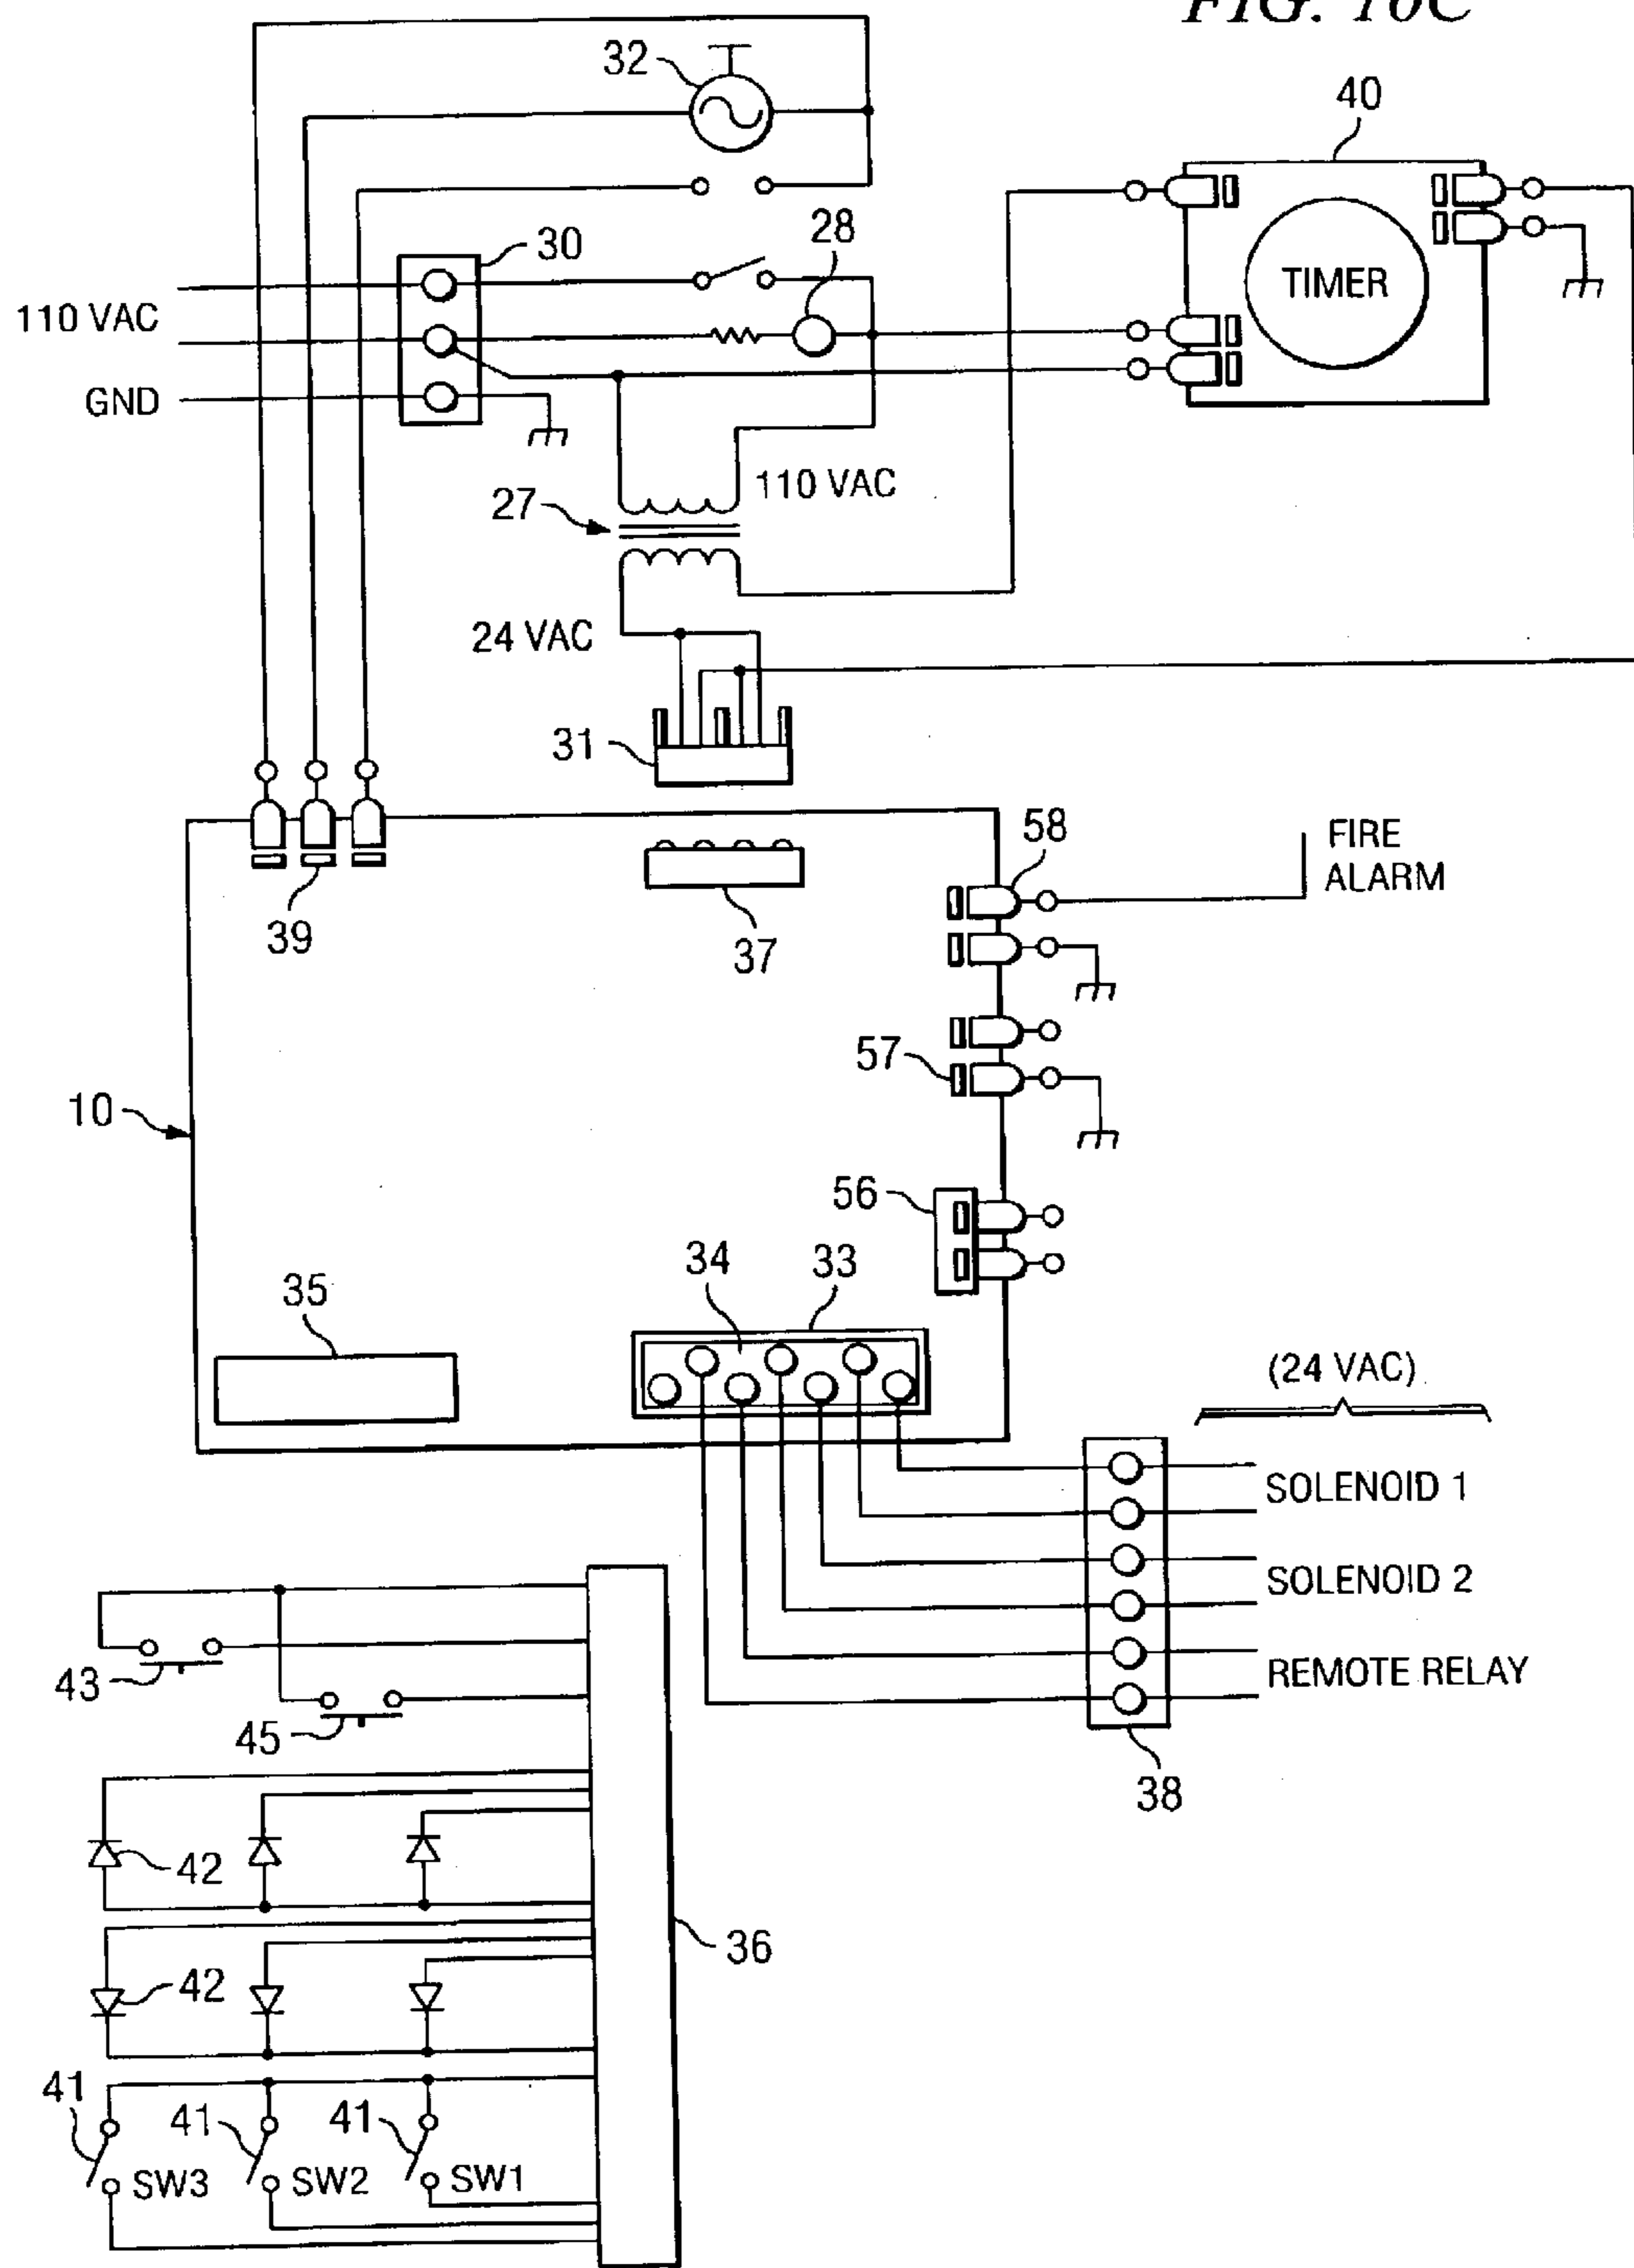 FIG. 10C
32
40
28
30
110 VAC
TIMER
GND
110 VAC
27
24 VAC
31
58
FIRE
ALARM
39
37
57
10
56
34
33
35
(24 VAC)
SOLENOID 1
SOLENOID 2
43
REMOTE RELAY
45
38
42
36
42
41
41
41
SW3
SW2
SW1